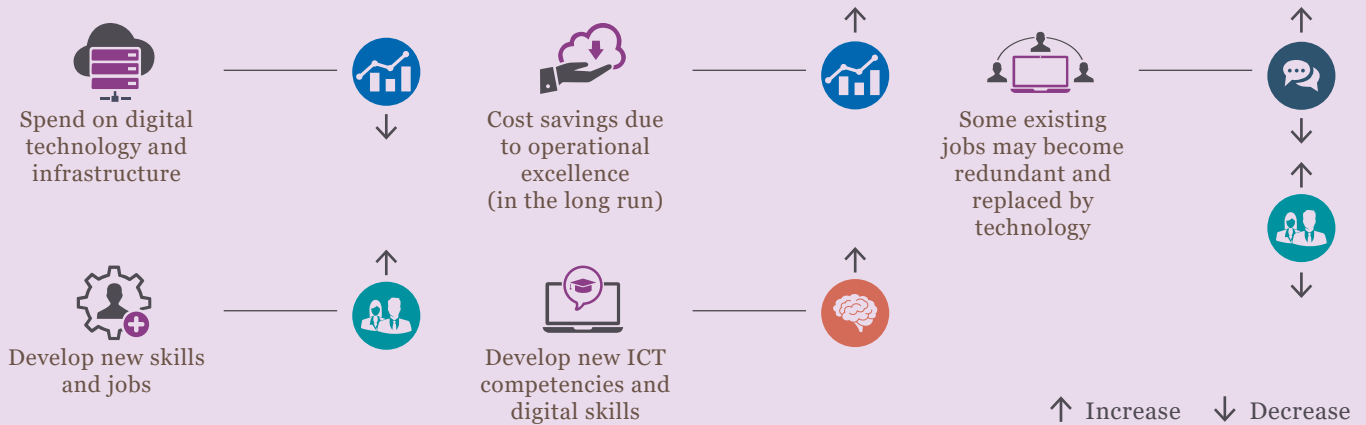 Spend on digital
technology and
infrastructure
Cost savings due
to operational
excellence
(in the long run)
Some existing
jobs may become
redundant and
replaced by
technology
Develop new skills
and jobs
Develop new ICT
competencies and
digital skills
↑ Increase ↓ Decrease